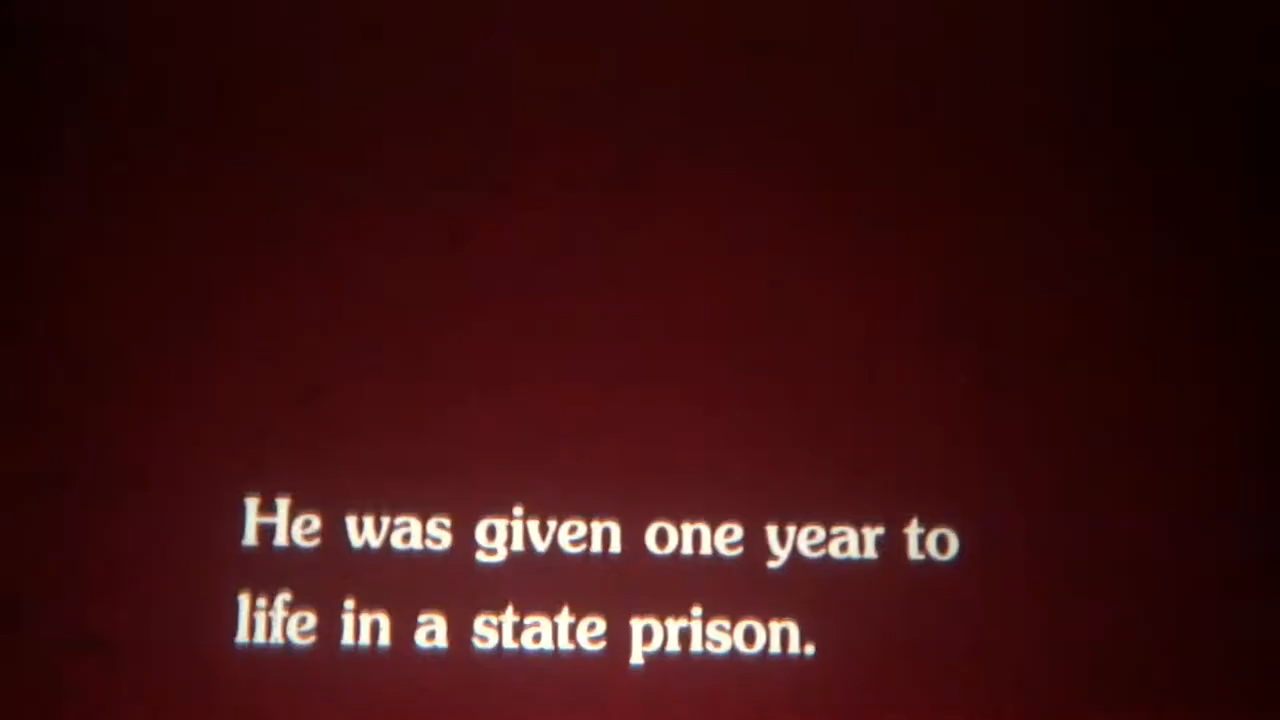 He was given one year to
life in a state prison.